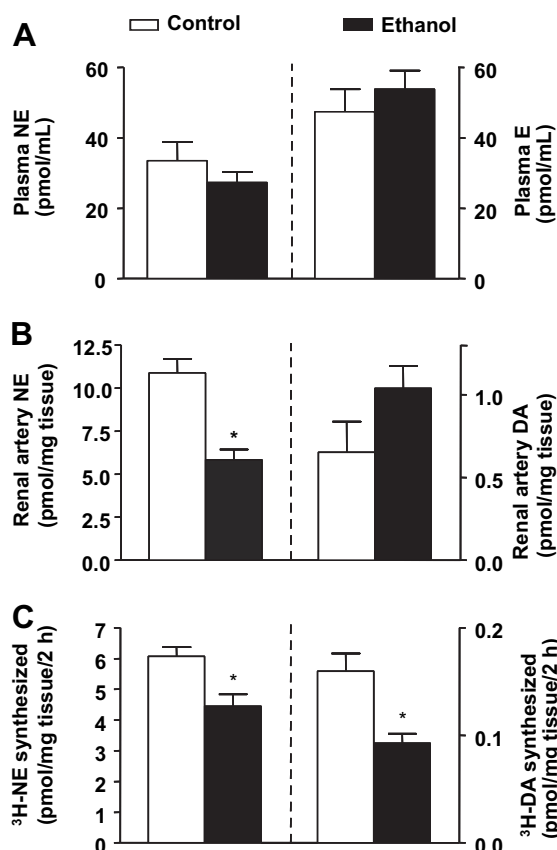 Control Ethanol
A
Plasma NE
(pmol/mL)
60
40
20
0
60
40
20
0
Plasma E
(pmol/mL)
B
Renal artery NE
(pmol/mg tissue)
12.5
10.0
7.5
5.0
2.5
0.0
*
1.0
0.5
0.0
Renal artery DA
(pmol/mg tissue)
C
³H-NE synthesized
(pmol/mg tissue/2 h)
7
6
5
4
3
2
1
0
*
*
0.2
0.1
0.0
³H-DA synthesized
(pmol/mg tissue/2 h)